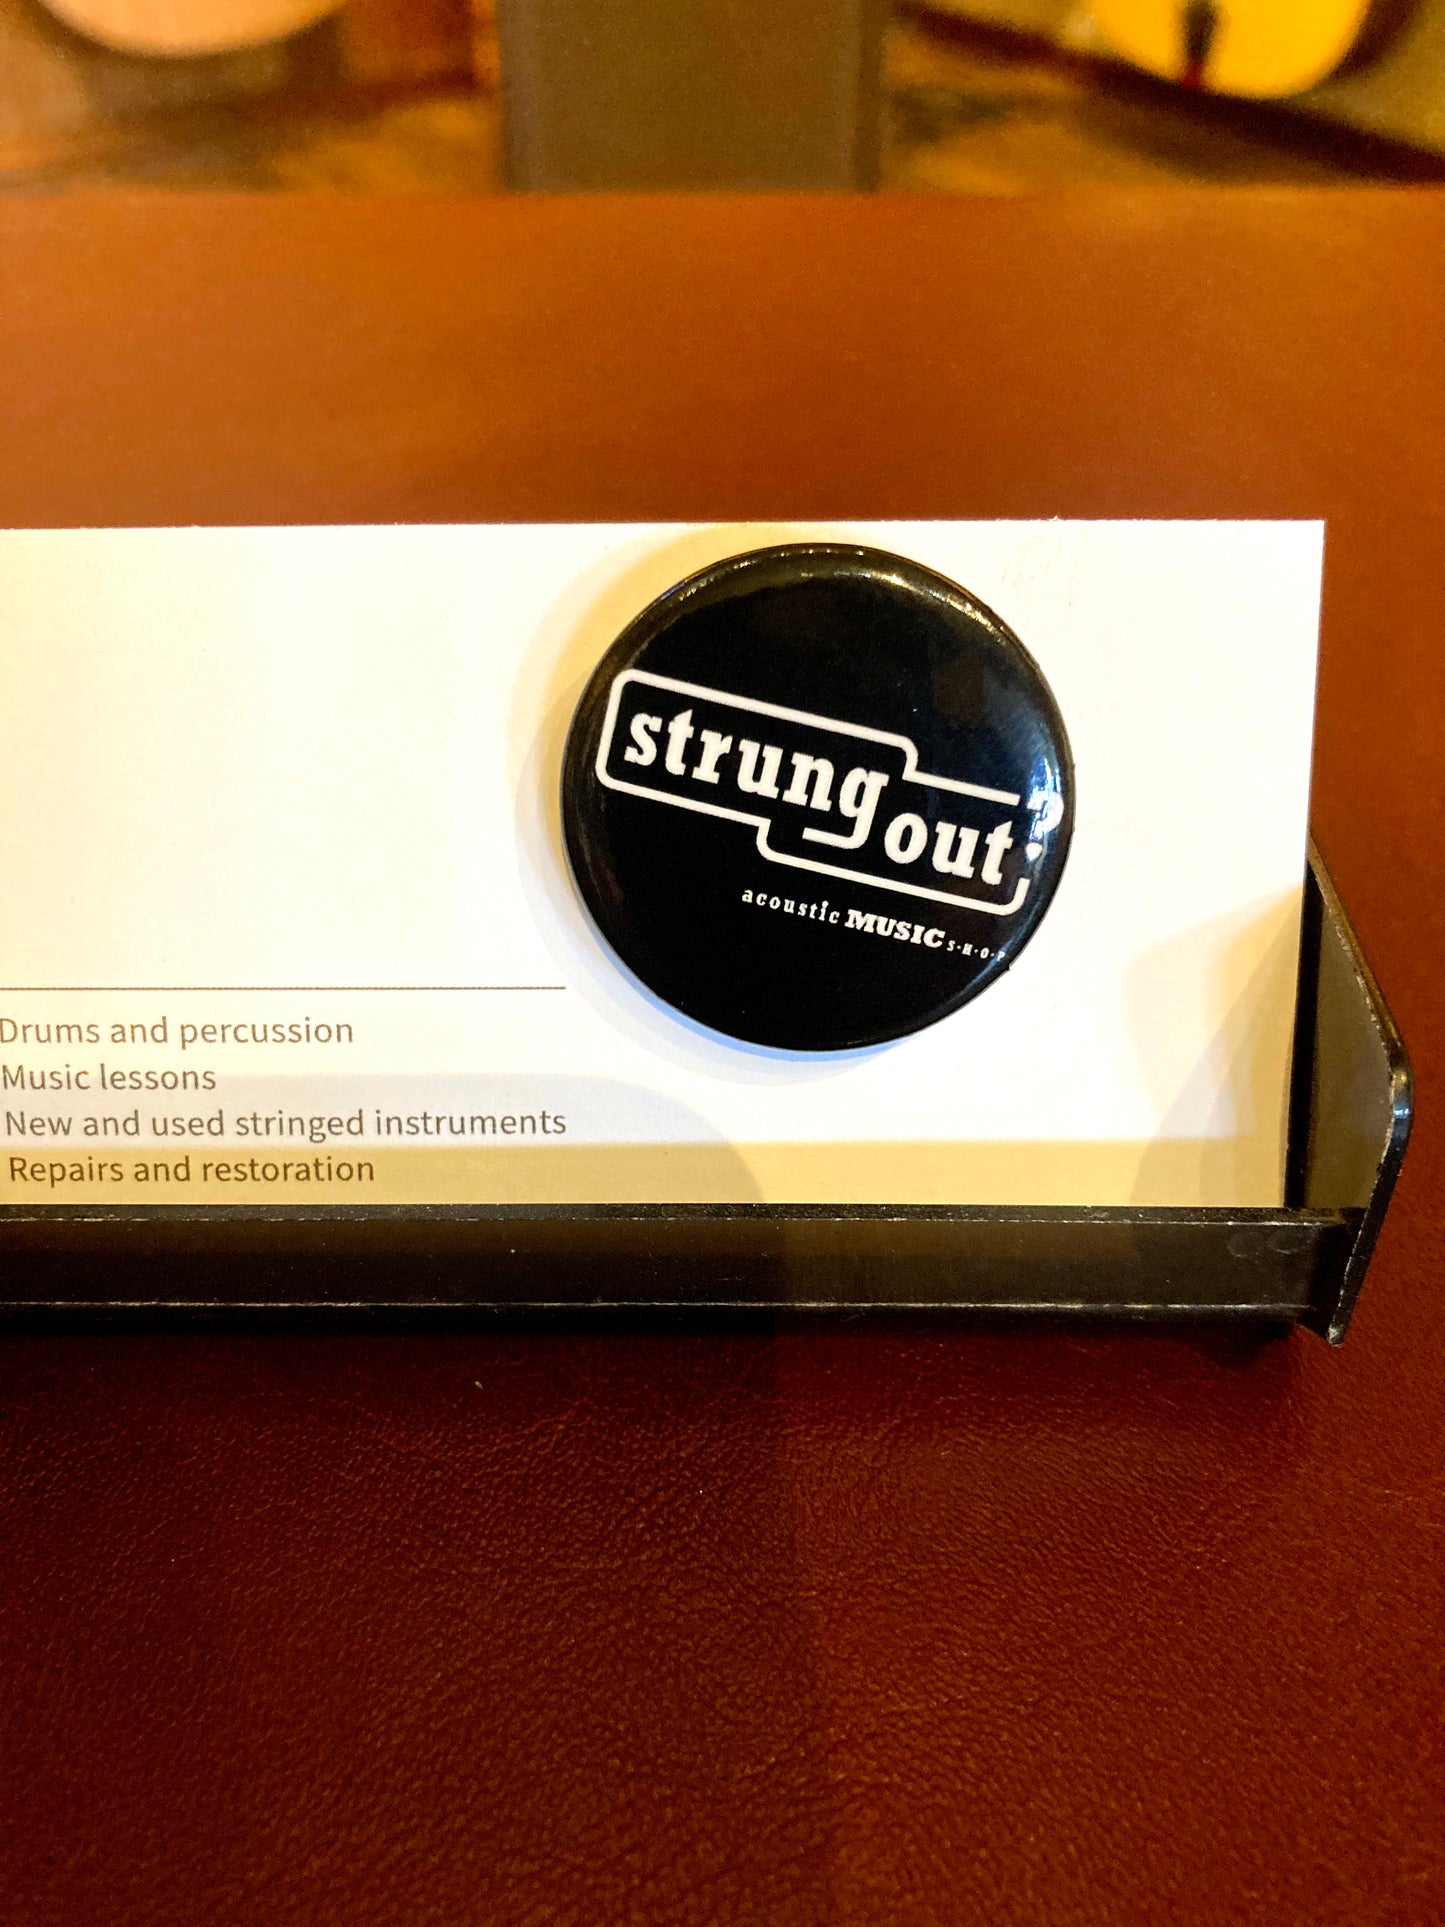 strung
out
acoustic MUSIC S·H·O·P
Drums and percussion
Music lessons
New and used stringed instruments
Repairs and restoration